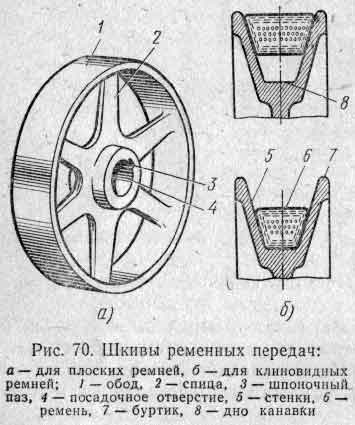 1
2
8
3
4
5
6
7
а)
б)
Рис. 70. Шкивы ременных передач:
а — для плоских ремней, б — для клиновидных
ремней; 1 — обод, 2 — спица, 3 — шпоночный
паз, 4 — посадочное отверстие, 5 — стенки, 6 —
ремень, 7 — буртик, 8 — дно канавки